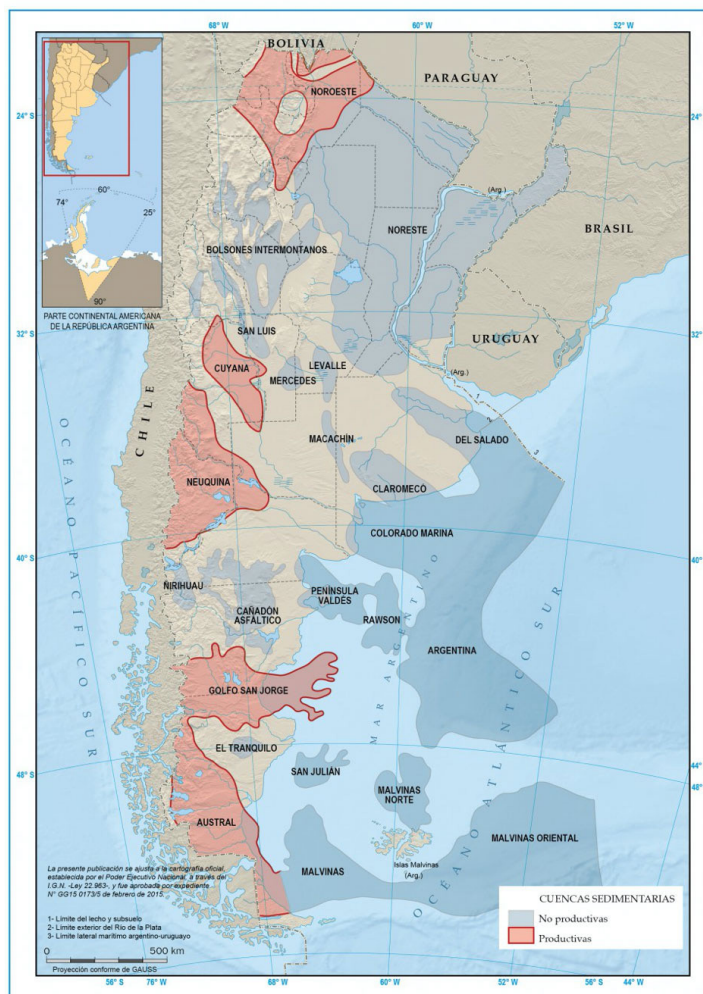 68° W
60° W
52° W
BOLIVIA
PARAGUAY
NOROESTE
24° S
24° S
60°
74°
25°
90°
(Arg.)
NORESTE
BRASIL
BOLSONES INTERMONTANOS
PARTE CONTINENTAL AMERICANA
DE LA REPÚBLICA ARGENTINA
32° S
32° S
SAN LUIS
URUGUAY
CUYANA
LEVALLE
MERCEDES
(Arg.)
1
2
3
CHILE
MACACHÍN
DEL SALADO
NEUQUINA
CLAROMECÓ
COLORADO MARINA
OCÉANO PACÍFICO SUR
40° S
40° S
ÑIRIHUAU
PENÍNSULA
VALDÉS
CAÑADÓN
ASFÁLTICO
RAWSON
MAR ARGENTINO
ARGENTINA
OCÉANO ATLÁNTICO SUR
GOLFO SAN JORGE
EL TRANQUILO
SAN JULIÁN
44° S
48° S
48° S
MALVINAS
NORTE
AUSTRAL
MALVINAS ORIENTAL
Islas Malvinas
(Arg.)
MALVINAS
La presente publicación se ajusta a la cartografía oficial,
establecida por el Poder Ejecutivo Nacional, a través del
I.G.N. -Ley 22.963-, y fue aprobada por expediente
N° GG15 0173/5 de febrero de 2015.
1- Límite del lecho y subsuelo
2- Límite exterior del Río de la Plata
3- Límite lateral marítimo argentino-uruguayo
0 500 km
Proyección conforme de GAUSS
CUENCAS SEDIMENTARIAS
No productivas
Productivas
56° S
76° W
68° W
60° W
52° W
56° S
44° W